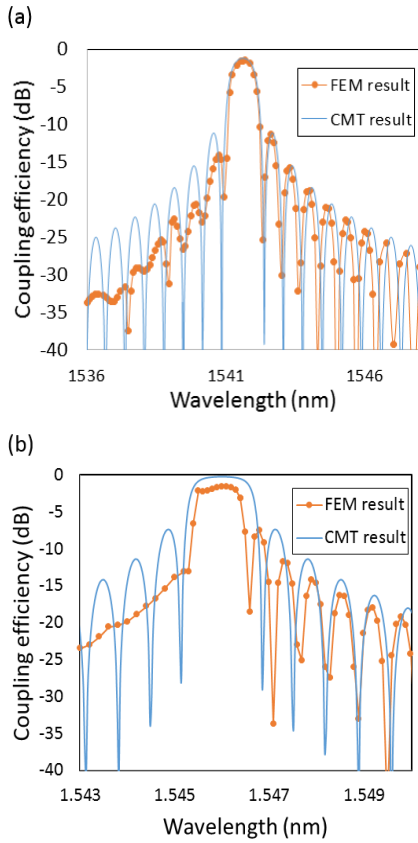 (a)
0
-5
-10
-15
-20
-25
-30
-35
-40
Coupling efficiency (dB)
FEM result
CMT result
1536
1541
1546
Wavelength (nm)
(b)
0
-5
-10
-15
-20
-25
-30
-35
-40
Coupling efficiency (dB)
FEM result
CMT result
1.543
1.545
1.547
1.549
Wavelength (nm)